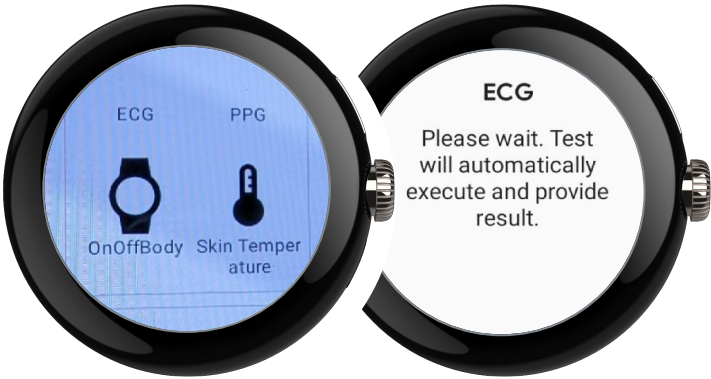 ECG PPG
OnOffBody Skin Temper
ature
ECG
Please wait. Test
will automatically
execute and provide
result.